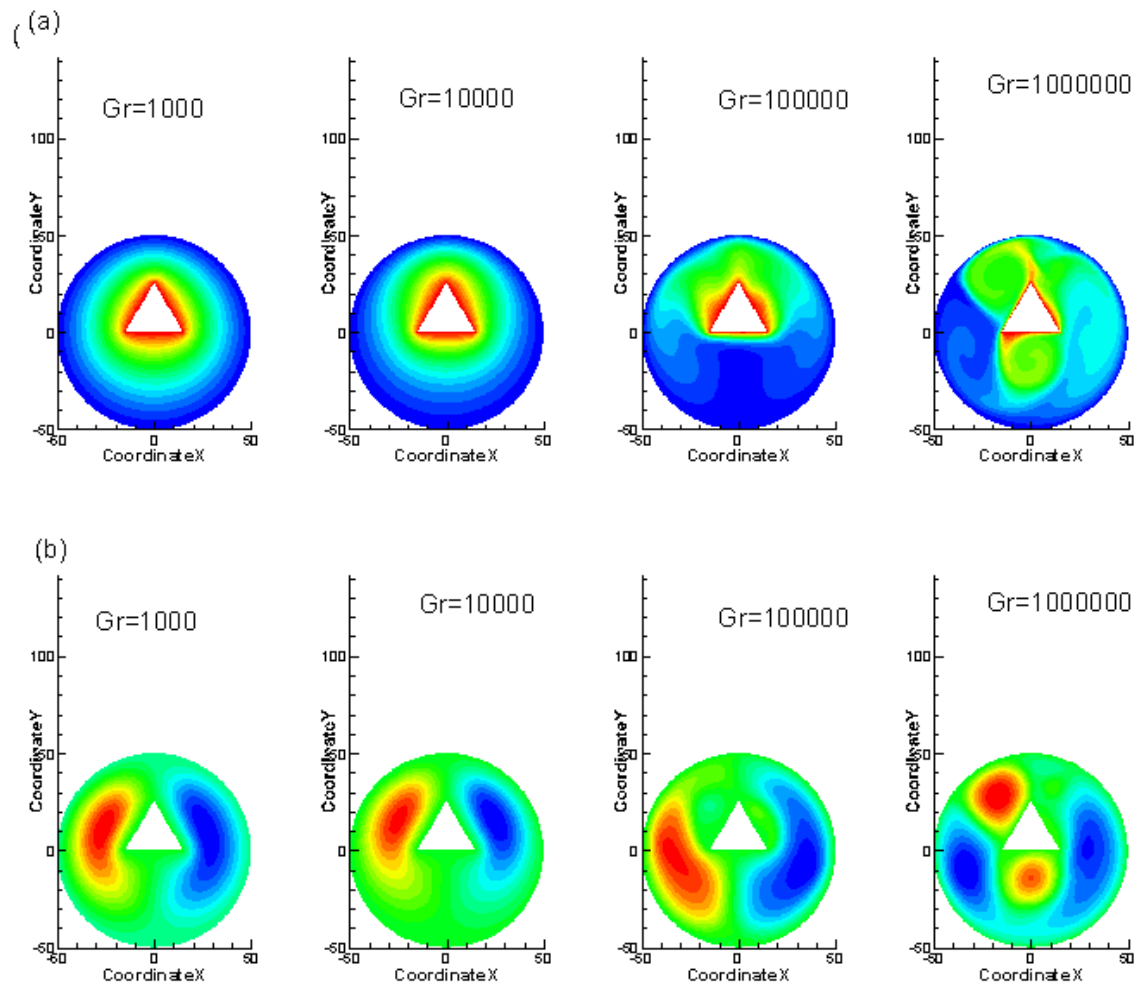 ( (a)
Gr=1000 Gr=10000 Gr=100000 Gr=1000000
100 100 100 100
CoordinateY CoordinateY CoordinateY CoordinateY
50 50 50 50
0 0 0 0
-50 -50 -50 -50
-50 0 50 -50 0 50 -50 0 50 -50 0 50
CoordinateX CoordinateX CoordinateX CoordinateX
(b)
Gr=1000 Gr=10000 Gr=100000 Gr=1000000
100 100 100 100
CoordinateY CoordinateY CoordinateY CoordinateY
50 50 50 50
0 0 0 0
-50 -50 -50 -50
-50 0 50 -50 0 50 -50 0 50 -50 0 50
CoordinateX CoordinateX CoordinateX CoordinateX